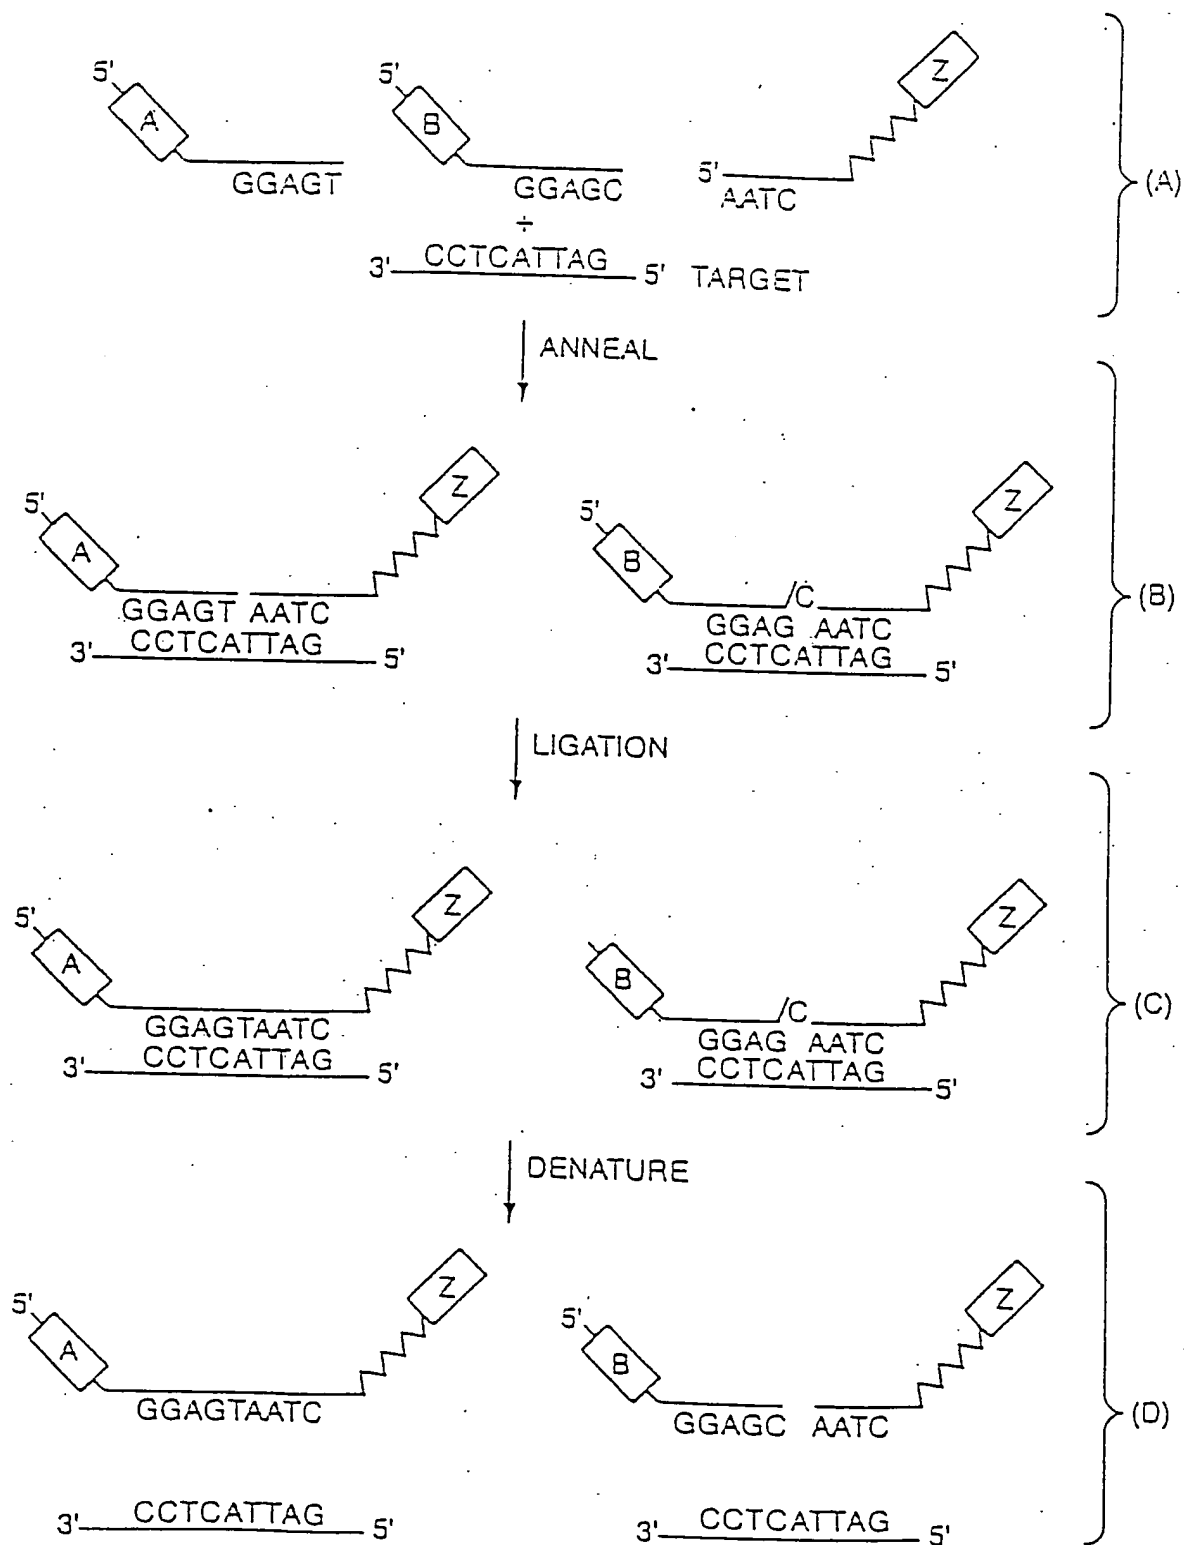 5' A GGAGT
5' B GGAGC
5' AATC Z
(A)
÷
3' CCTCATTAG 5' TARGET
ANNEAL
5' A GGAGT AATC Z
3' CCTCATTAG 5'
5' B GGAG /C AATC Z
3' CCTCATTAG 5'
(B)
LIGATION
5' A GGAGTAATC Z
3' CCTCATTAG 5'
B GGAG /C AATC Z
3' CCTCATTAG 5'
(C)
DENATURE
5' A GGAGTAATC Z
3' CCTCATTAG 5'
5' B GGAGC AATC Z
3' CCTCATTAG 5'
(D)